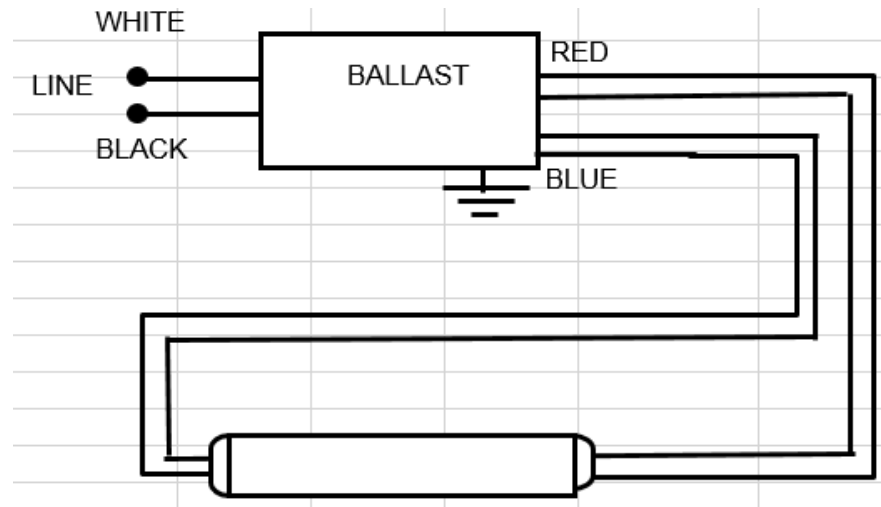 WHITE
BALLAST
RED
LINE
BLACK
BLUE